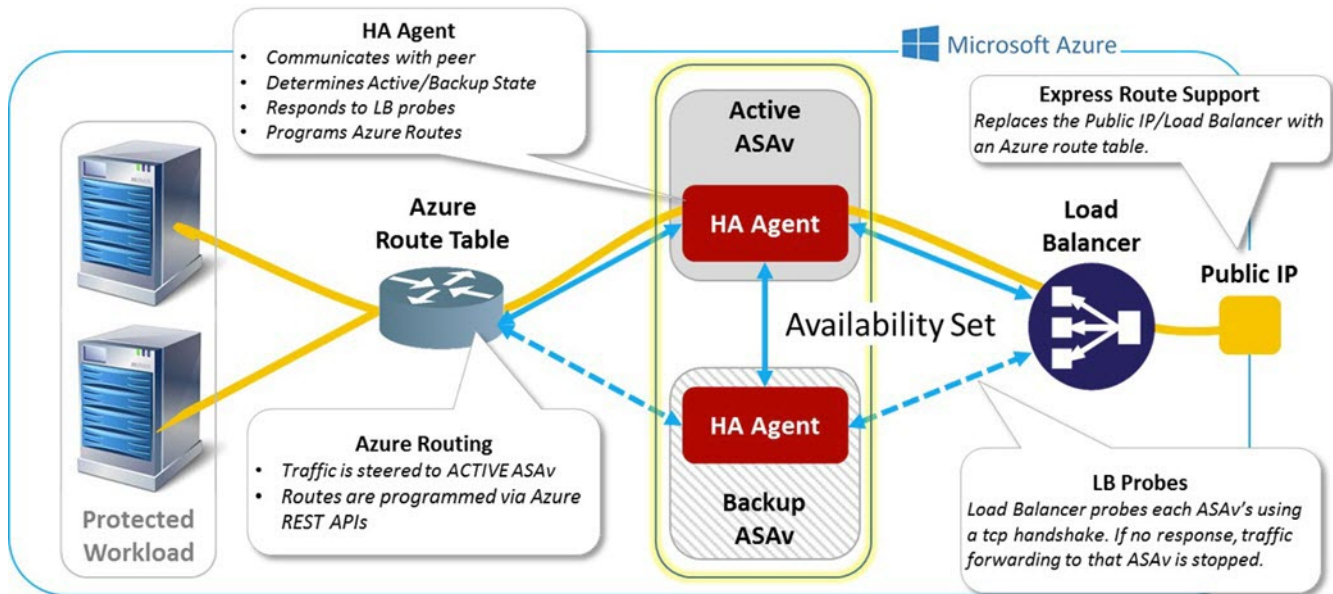 HA Agent
• Communicates with peer
• Determines Active/Backup State
• Responds to LB probes
• Programs Azure Routes
Microsoft Azure
Express Route Support
Replaces the Public IP/Load Balancer with
an Azure route table.
Active
ASAv
HA Agent
Azure
Route Table
Load
Balancer
Public IP
Availability Set
HA Agent
Backup
ASAv
Azure Routing
• Traffic is steered to ACTIVE ASAv
• Routes are programmed via Azure
REST APIs
LB Probes
Load Balancer probes each ASAv's using
a tcp handshake. If no response, traffic
forwarding to that ASAv is stopped.
Protected
Workload